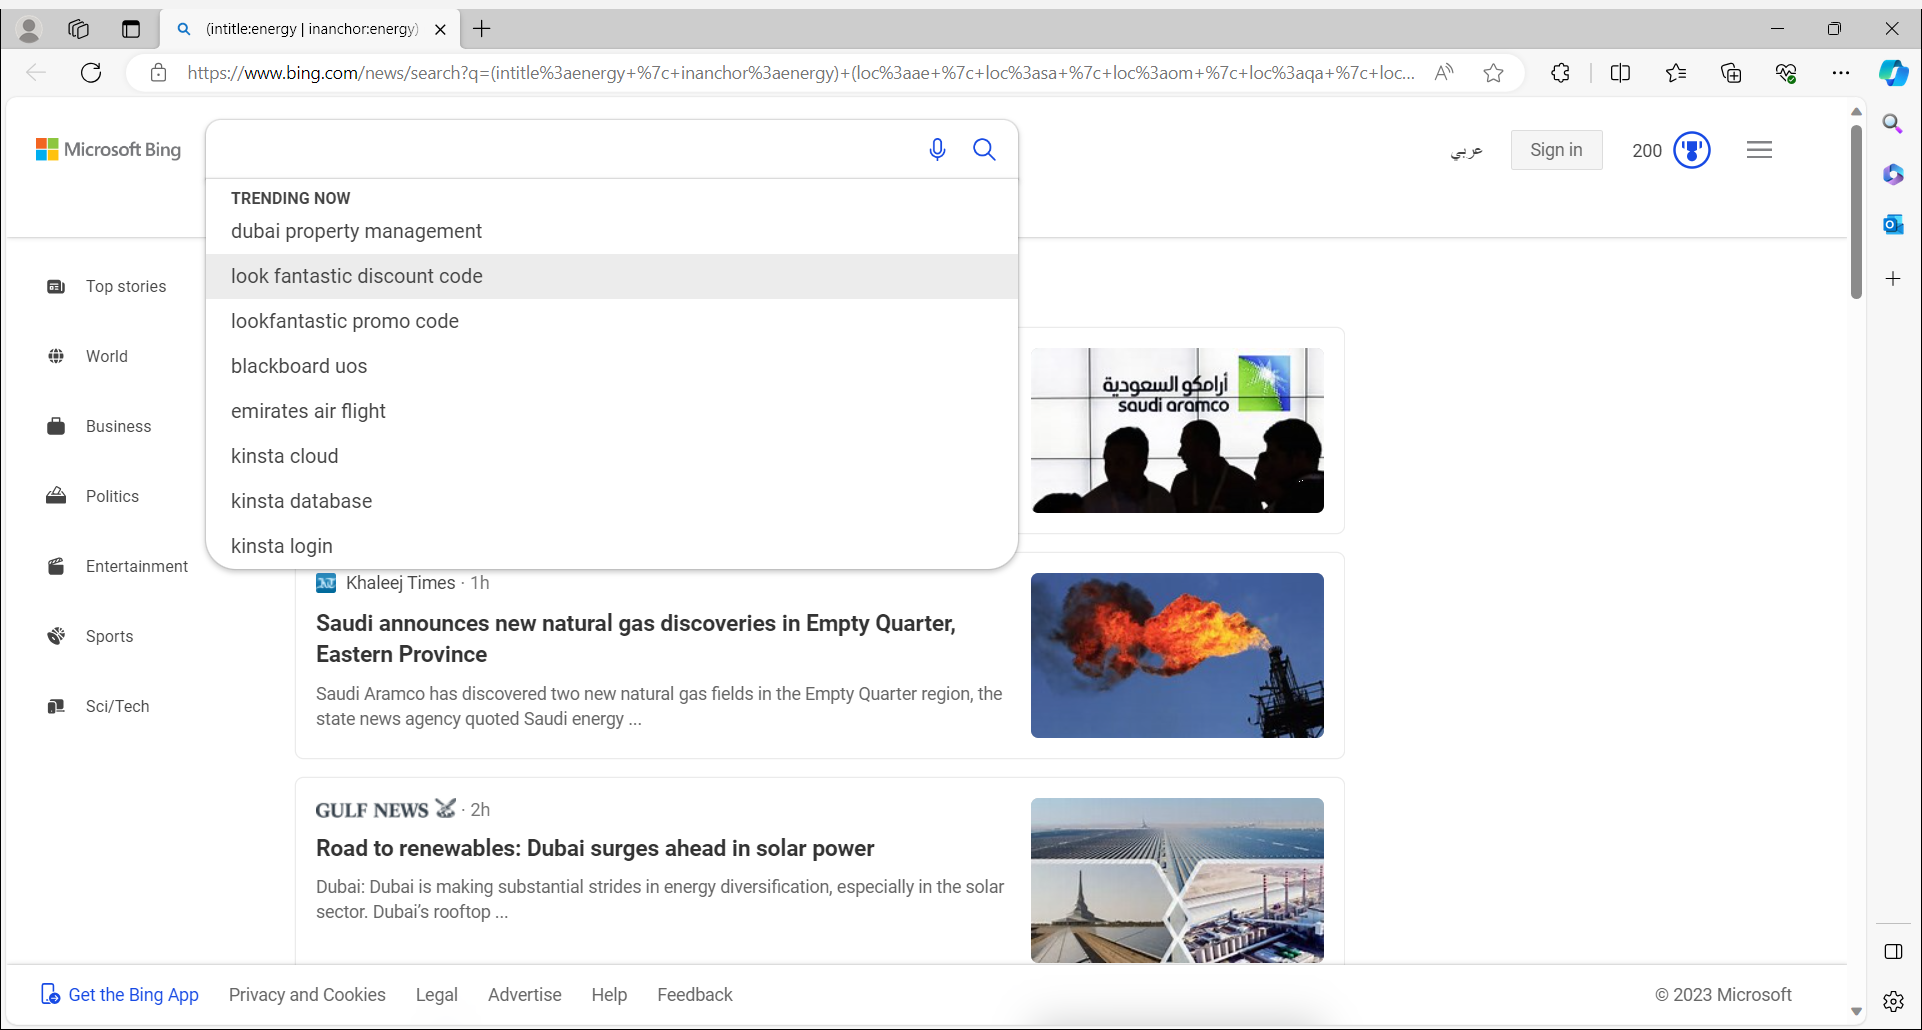 (intitle:energy | inanchor:energy)
https://www.bing.com/news/search?q=(intitle%3aenergy+%7c+inanchor%3aenergy)+(loc%3aae+%7c+loc%3asa+%7c+loc%3aom+%7c+loc%3aqa+%7c+loc...
Microsoft Bing
عربي
Sign in
200
TRENDING NOW
dubai property management
look fantastic discount code
lookfantastic promo code
blackboard uos
emirates air flight
kinsta cloud
kinsta database
kinsta login
Top stories
World
Business
Politics
Entertainment
Sports
Sci/Tech
أرامكو السعودية
saudi aramco
Khaleej Times · 1h
Saudi announces new natural gas discoveries in Empty Quarter,
Eastern Province
Saudi Aramco has discovered two new natural gas fields in the Empty Quarter region, the
state news agency quoted Saudi energy ...
GULF NEWS · 2h
Road to renewables: Dubai surges ahead in solar power
Dubai: Dubai is making substantial strides in energy diversification, especially in the solar
sector. Dubai’s rooftop ...
Get the Bing App
Privacy and Cookies
Legal
Advertise
Help
Feedback
© 2023 Microsoft